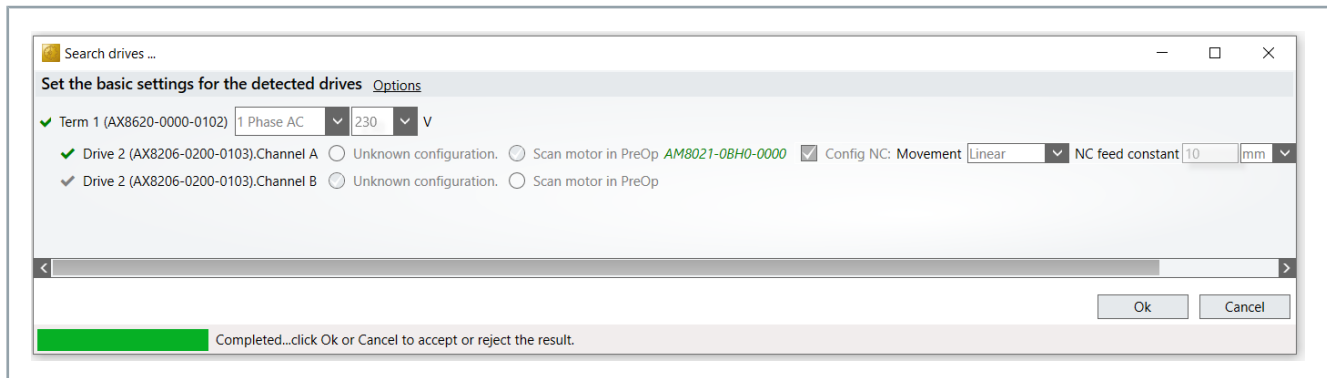 Search drives ...
Set the basic settings for the detected drives Options
Term 1 (AX8620-0000-0102) 1 Phase AC 230 V
Drive 2 (AX8206-0200-0103).Channel A Unknown configuration. Scan motor in PreOp AM8021-0BH0-0000 Config NC: Movement Linear NC feed constant 10 mm
Drive 2 (AX8206-0200-0103).Channel B Unknown configuration. Scan motor in PreOp
Ok Cancel
Completed...click Ok or Cancel to accept or reject the result.